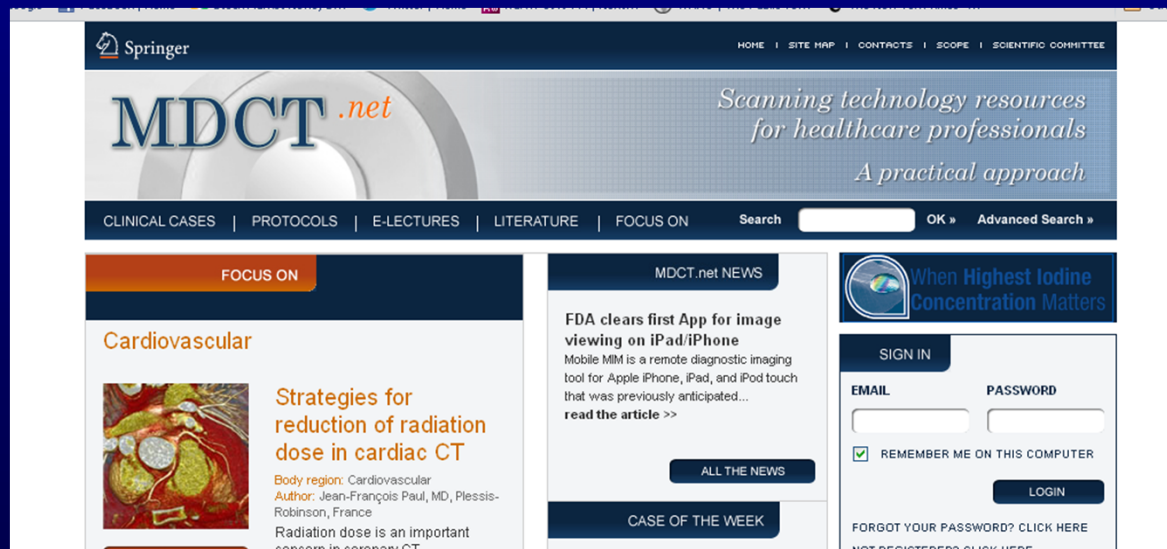 Springer
HOME | SITE MAP | CONTACTS | SCOPE | SCIENTIFIC COMMITTEE
MDCT .net
Scanning technology resources
for healthcare professionals
A practical approach
CLINICAL CASES | PROTOCOLS | E-LECTURES | LITERATURE | FOCUS ON
Search
OK »
Advanced Search »
FOCUS ON
Cardiovascular
Strategies for
reduction of radiation
dose in cardiac CT
Body region: Cardiovascular
Author: Jean-François Paul, MD, Plessis-
Robinson, France
Radiation dose is an important
MDCT.net NEWS
FDA clears first App for image
viewing on iPad/iPhone
Mobile MIM is a remote diagnostic imaging
tool for Apple iPhone, iPad, and iPod touch
that was previously anticipated...
read the article >>
ALL THE NEWS
CASE OF THE WEEK
When Highest Iodine
Concentration Matters
SIGN IN
EMAIL
PASSWORD
REMEMBER ME ON THIS COMPUTER
LOGIN
FORGOT YOUR PASSWORD? CLICK HERE
NOT REGISTERED? CLICK HERE